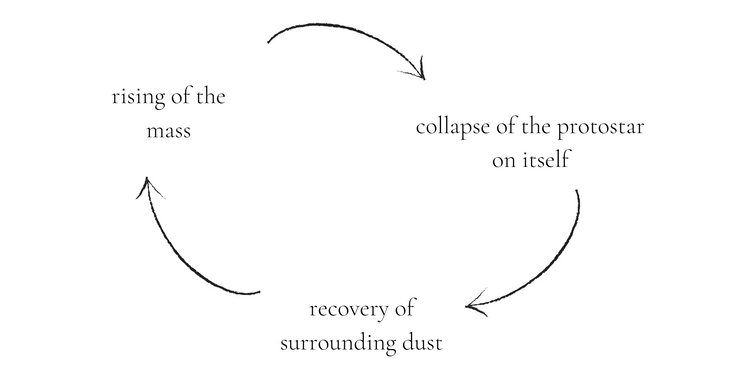 rising of the
mass
collapse of the protostar
on itself
recovery of
surrounding dust